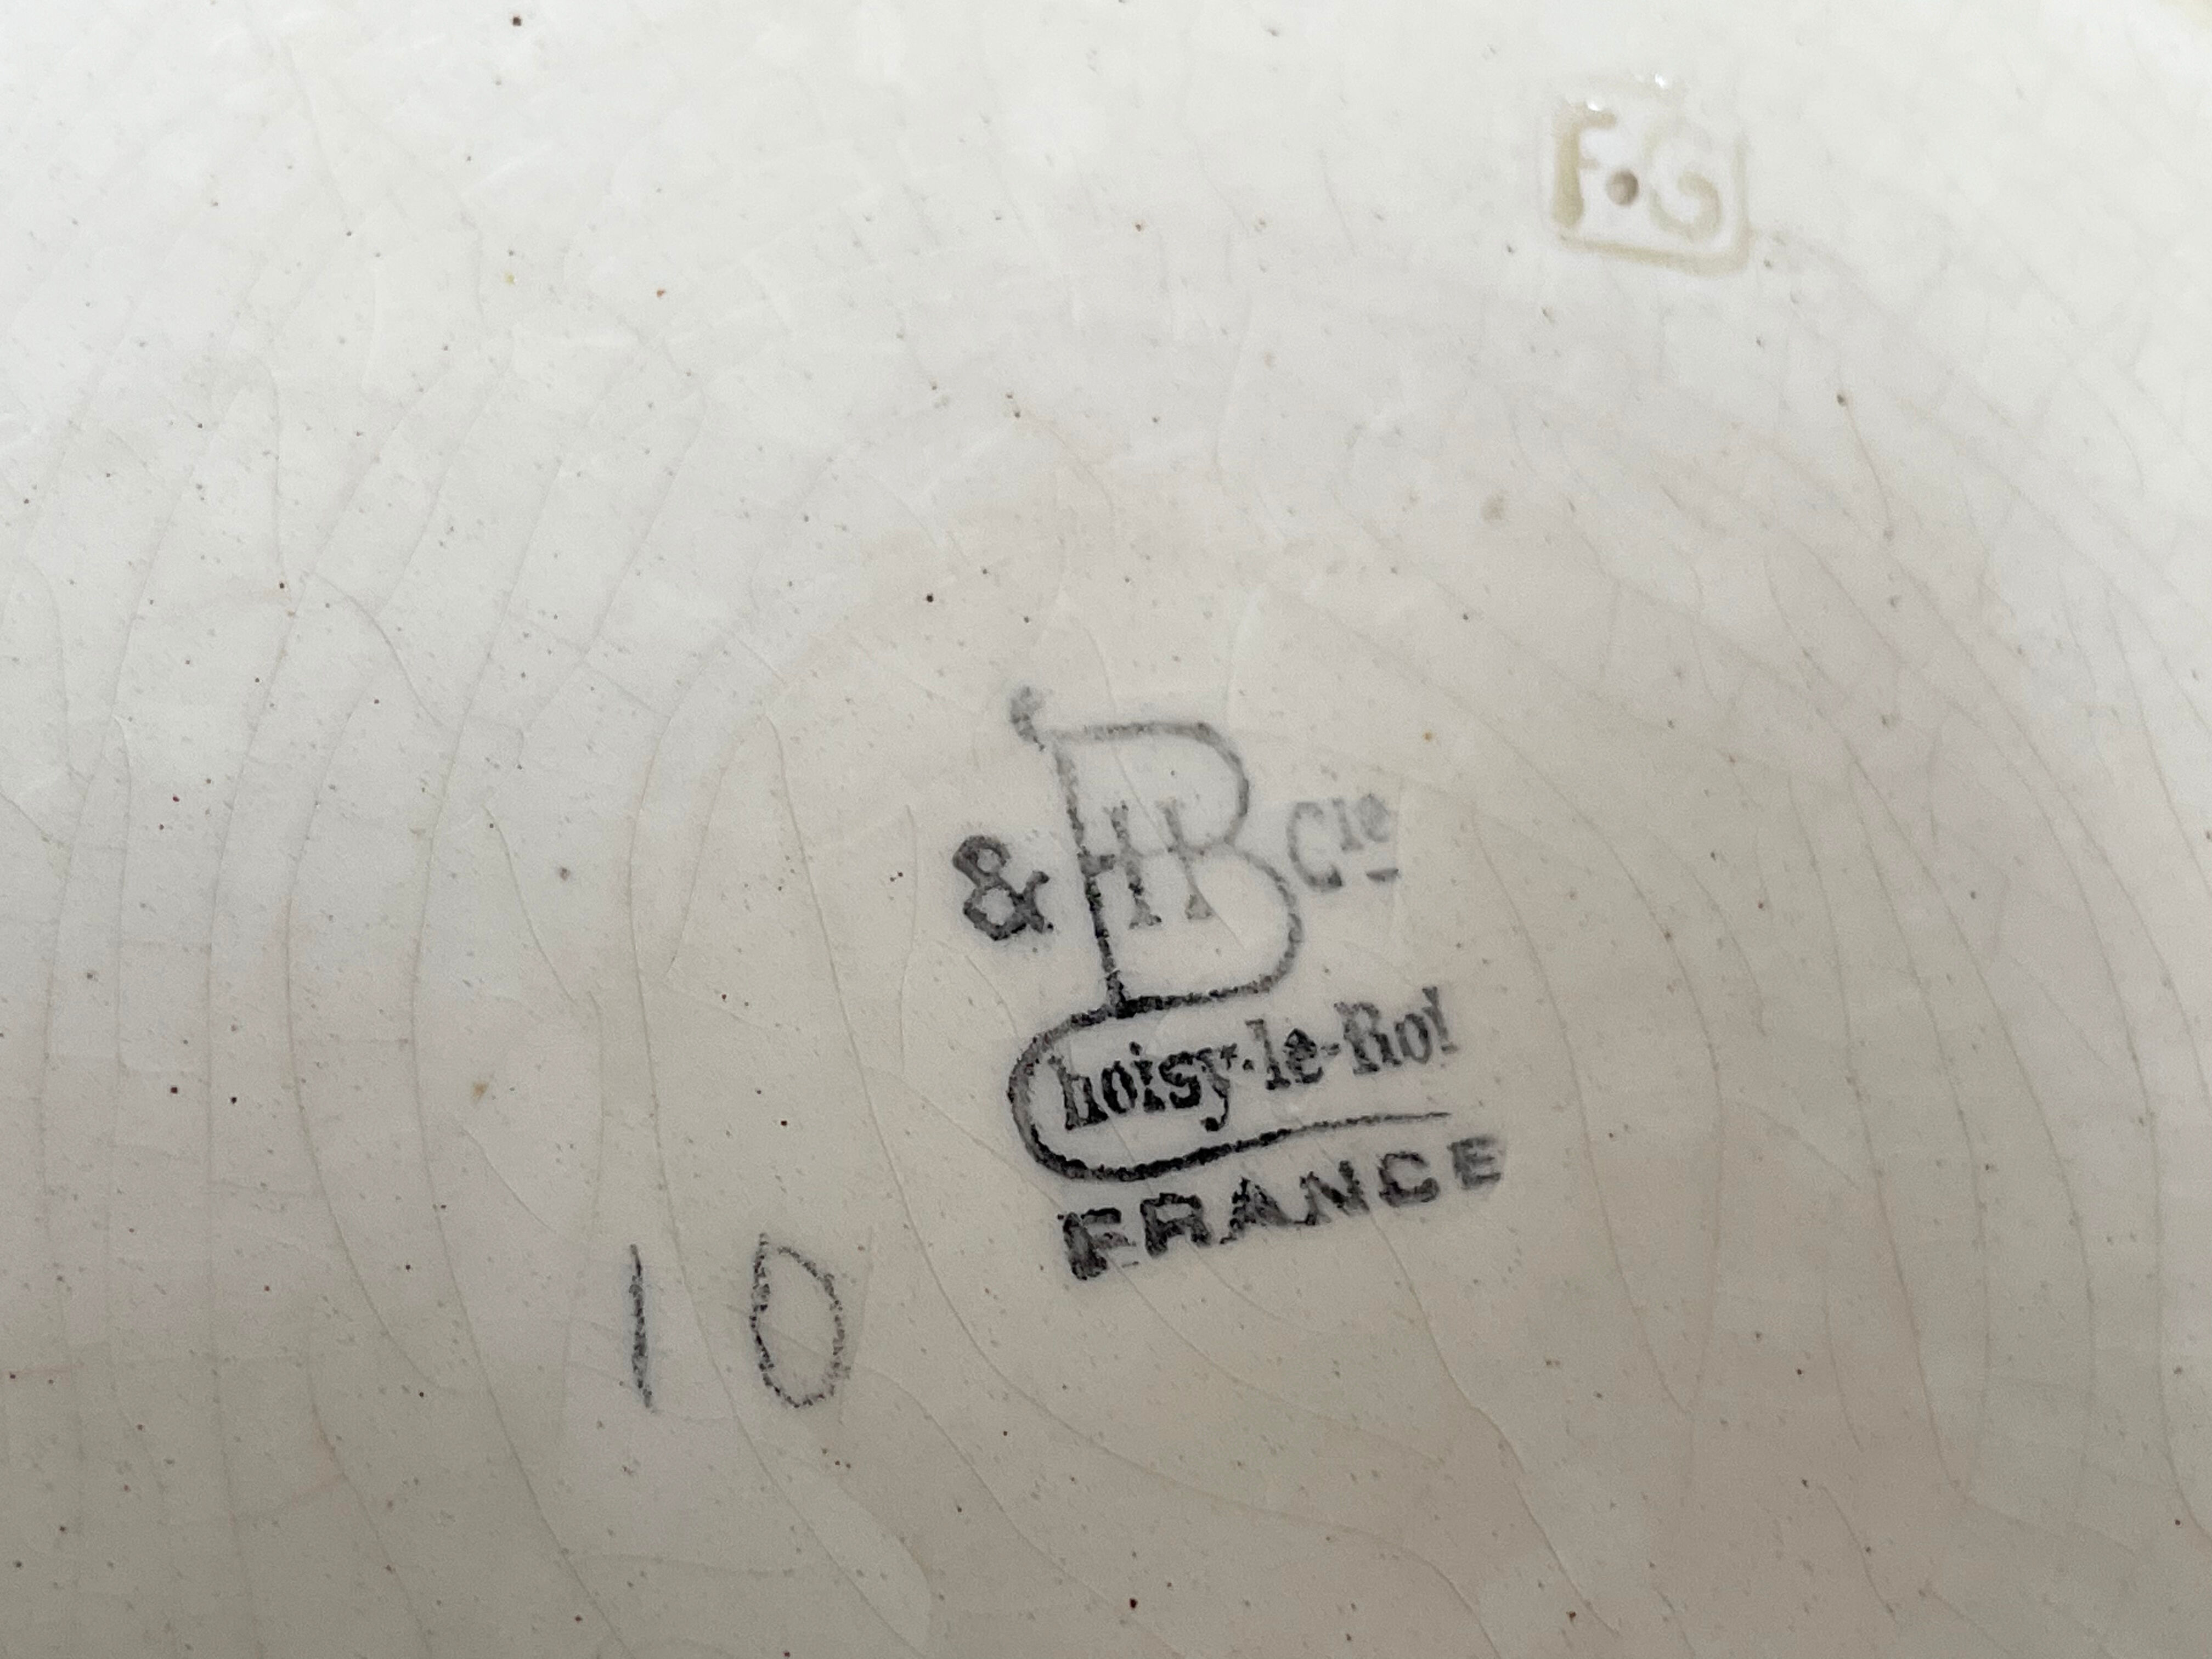 F.G
& HB Cie
Choisy-le-Roi
FRANCE
10